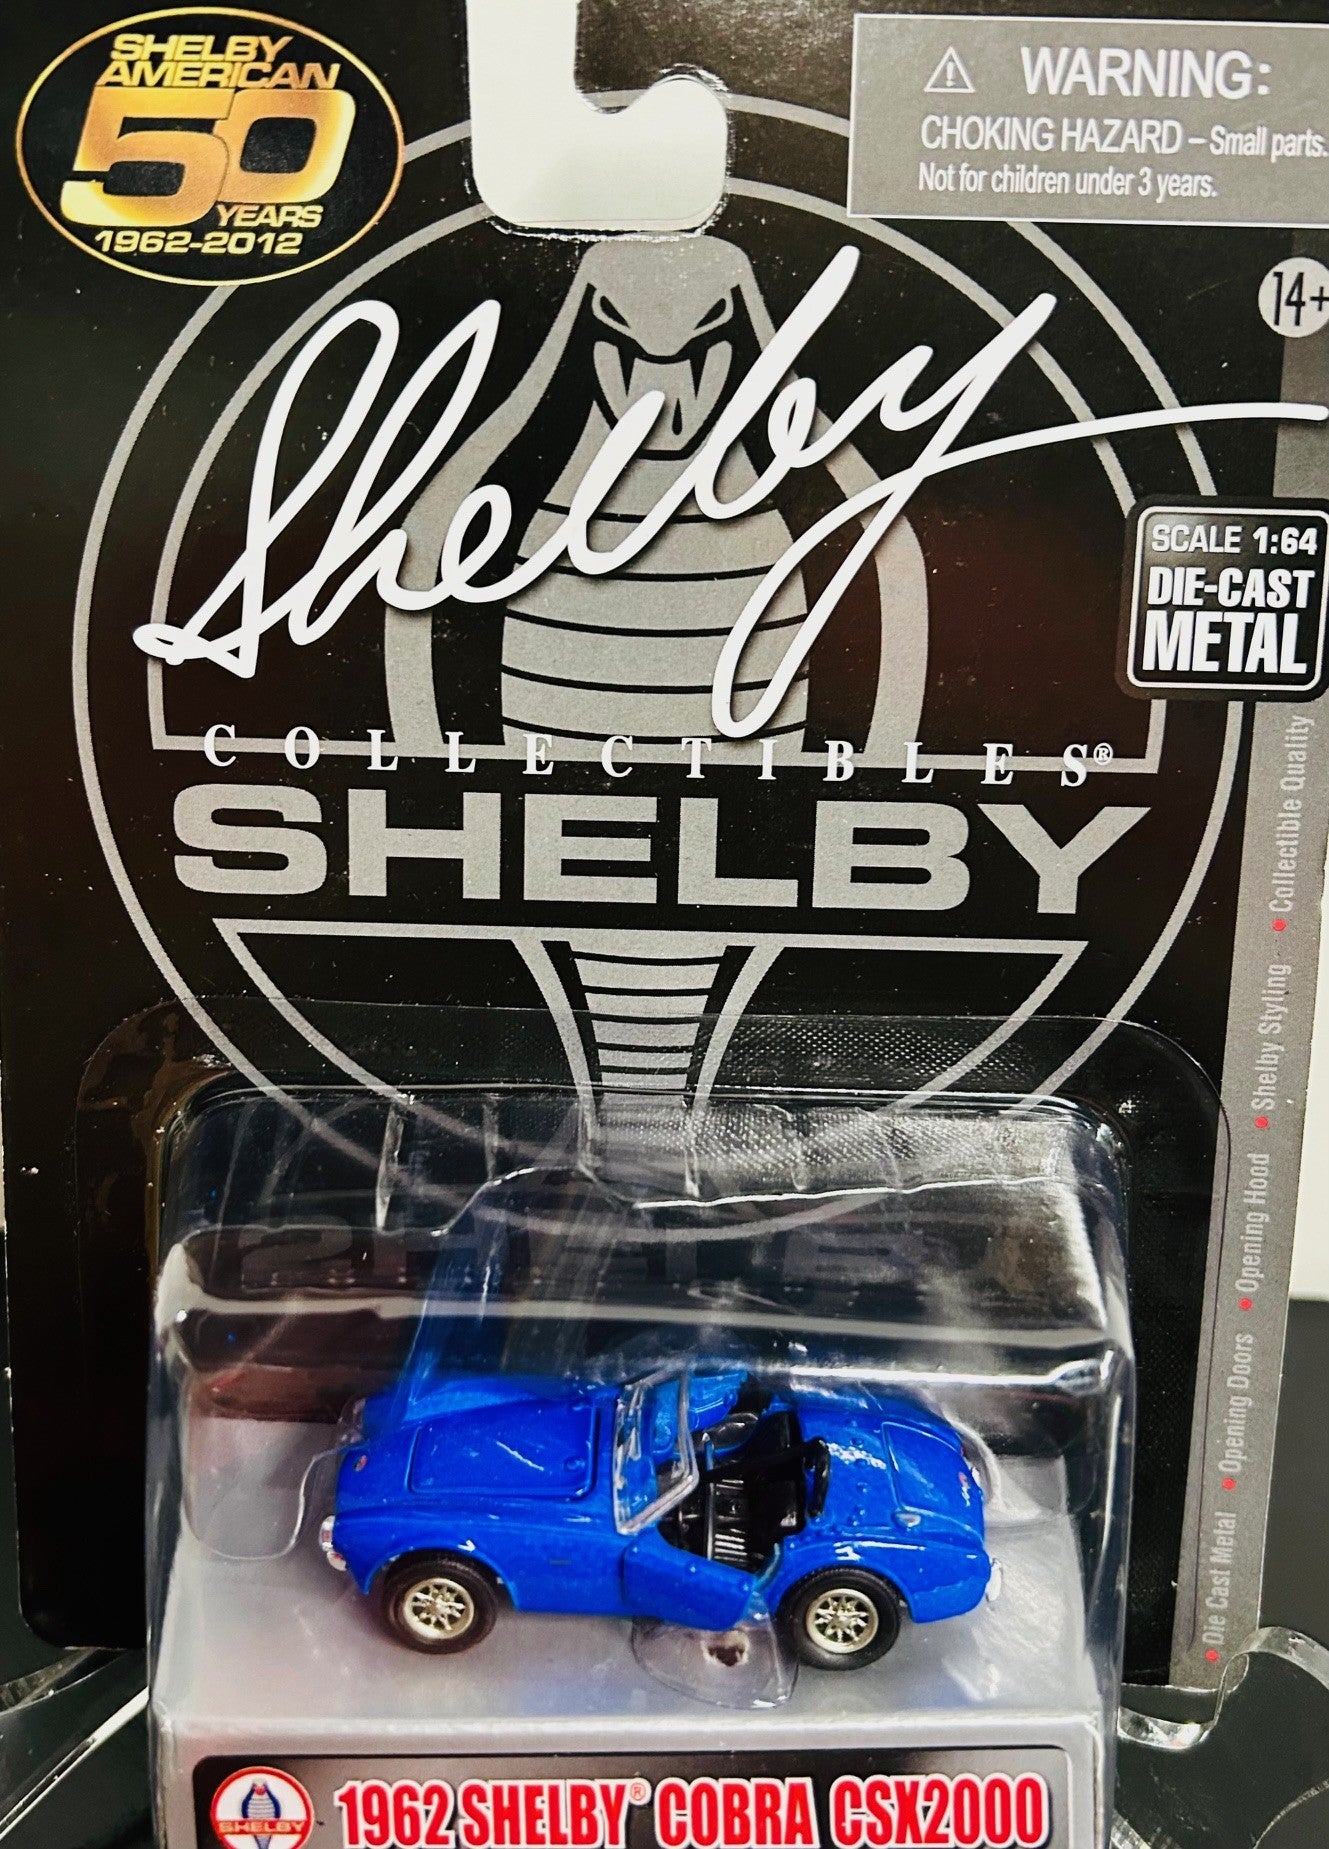 SHELBY
AMERICAN
50
YEARS
1962-2012
WARNING:
CHOKING HAZARD – Small parts.
Not for children under 3 years.
14+
Shelby
COLLECTIBLES®
SHELBY
SCALE 1:64
DIE-CAST
METAL
• Die Cast Metal • Opening Doors • Opening Hood • Shelby Styling • Collectible Quality
SHELBY
1962 SHELBY® COBRA CSX2000